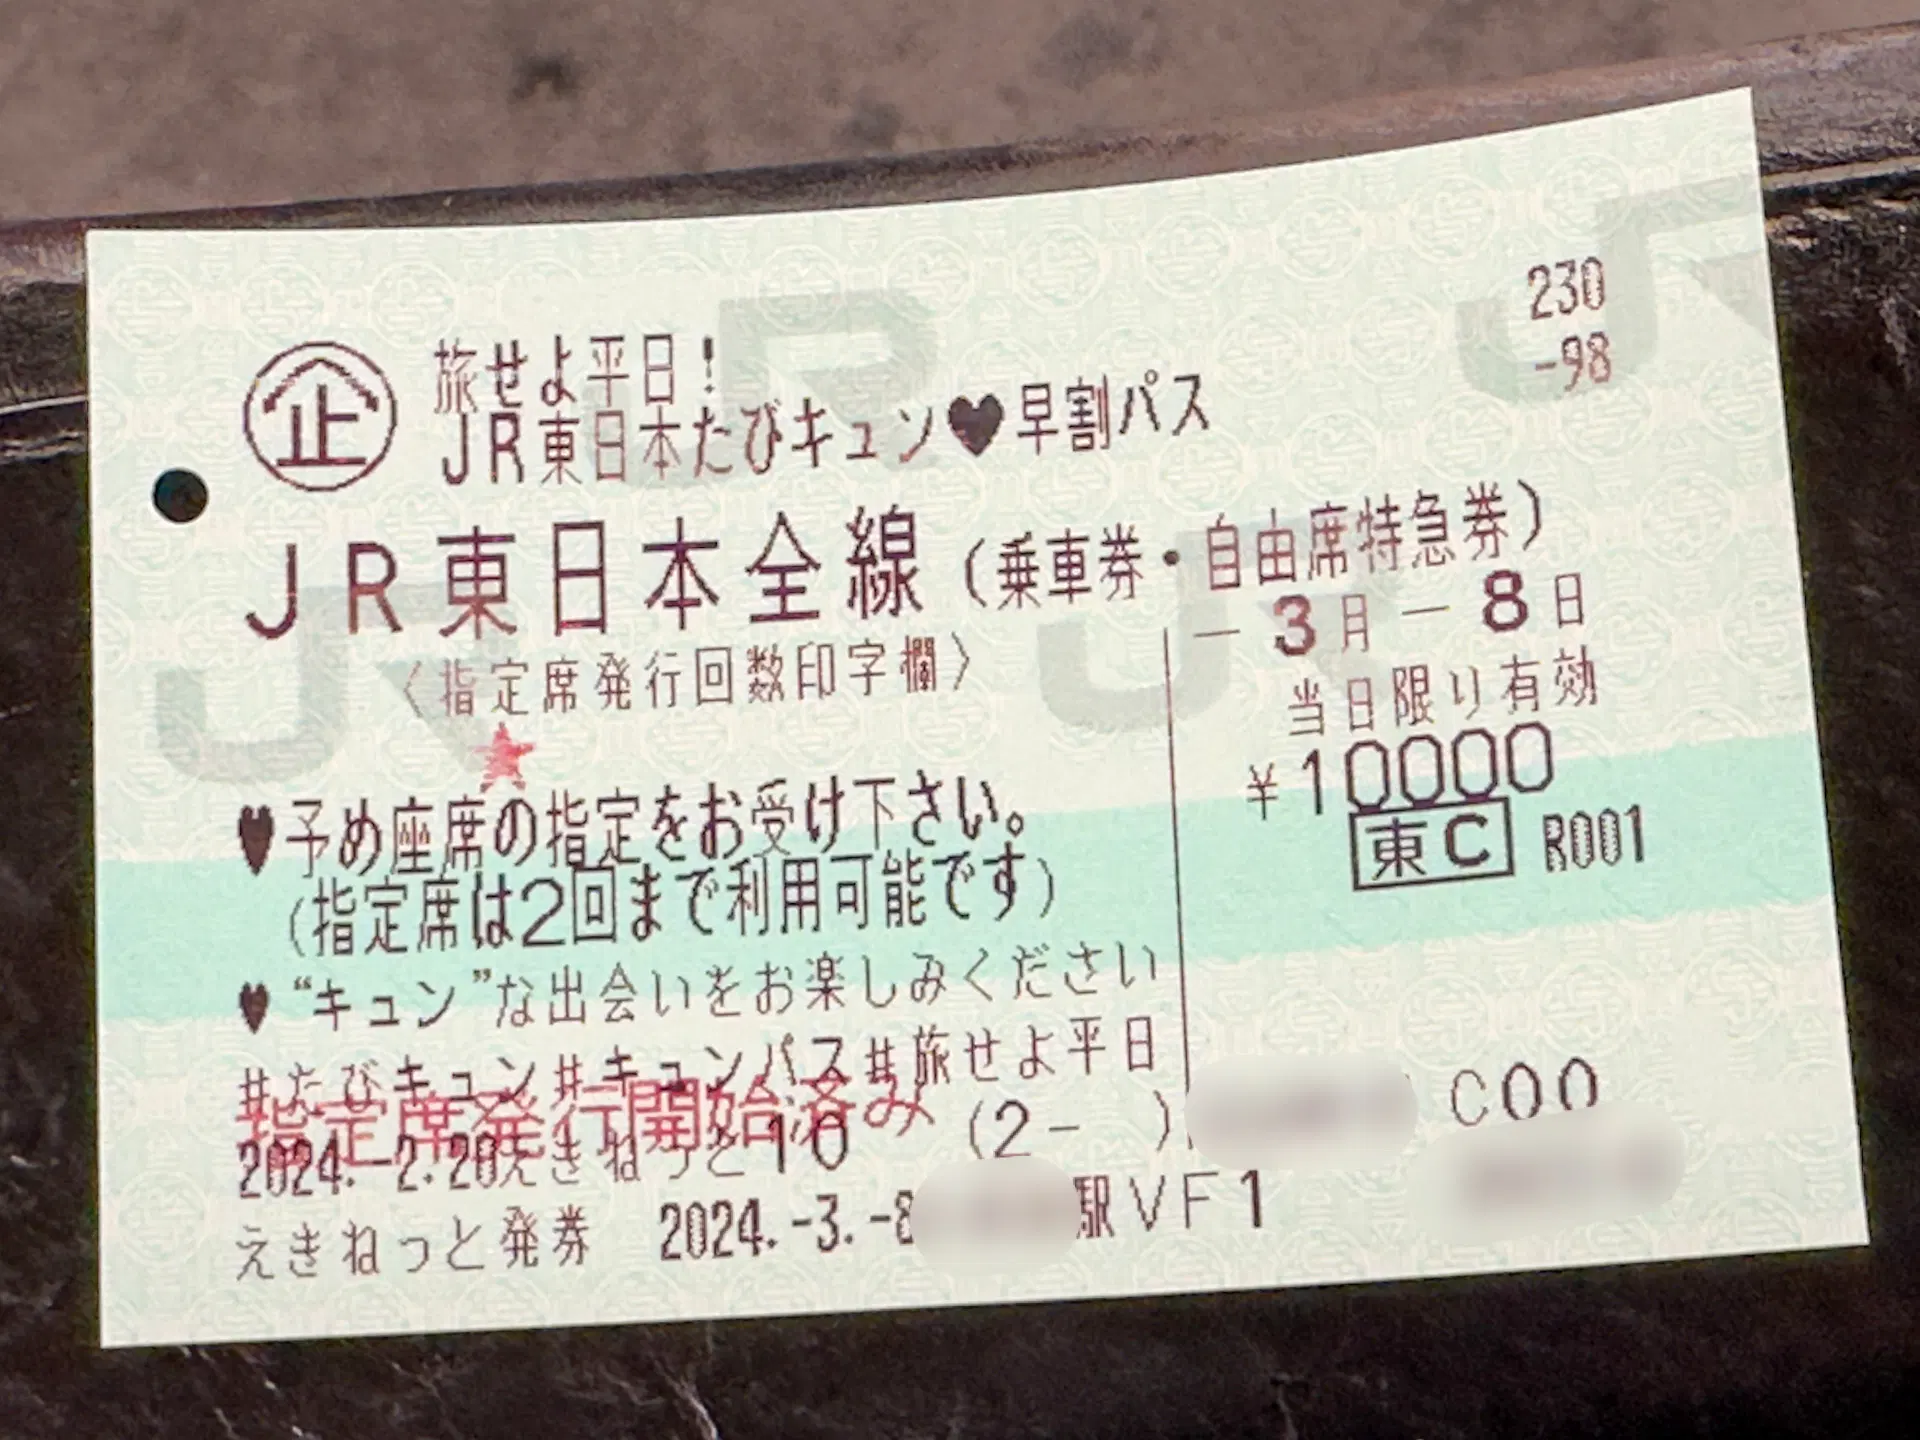 230
-98
企
旅せよ平日!
JR東日本たびキュン♥早割パス
JR東日本全線(乗車券・自由席特急券)
-3月-8日
〈指定席発行回数印字欄〉
当日限り有効
★
¥10000
♥予め座席の指定をお受け下さい。
東C R001
(指定席は2回まで利用可能です)
♥“キュン”な出会いをお楽しみください
#たびキュン#キュンパス#旅せよ平日
指定席発行開始済み
2024.-2.20えきねっと10 (2- ) C00
えきねっと発券 2024.-3.-8 駅VF1